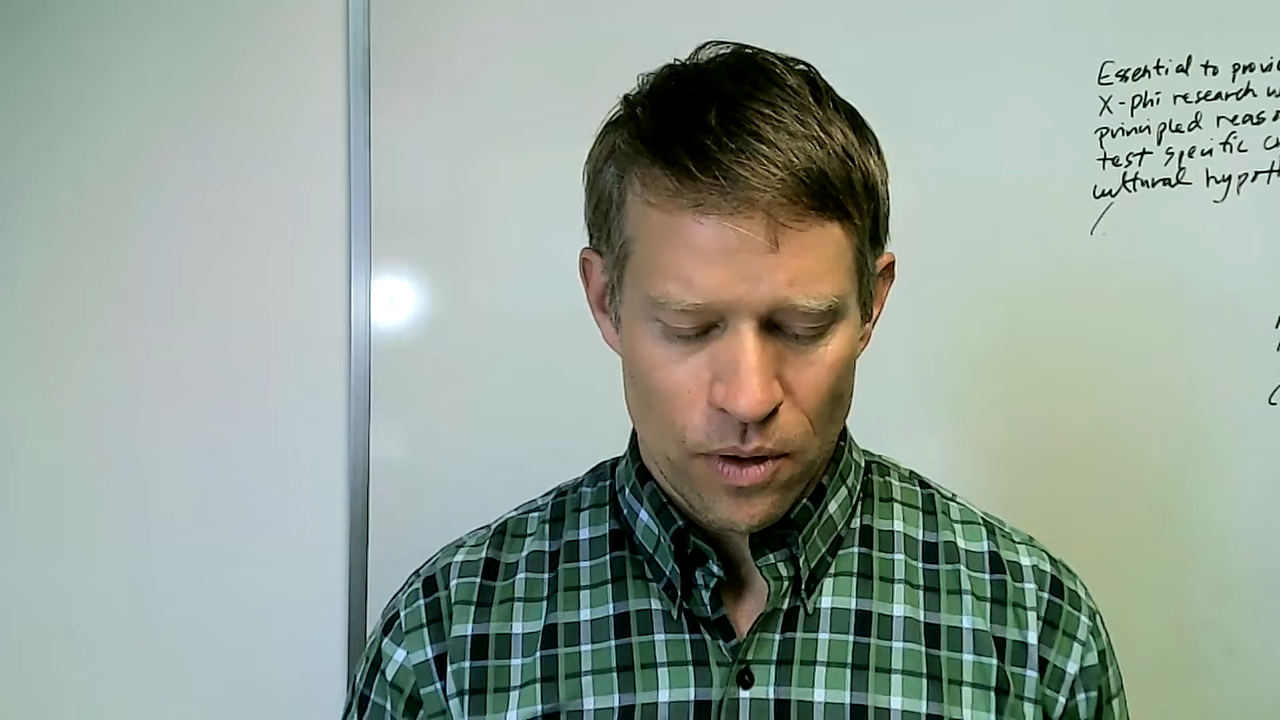 Essential to provi
X-phi research w
principled reaso
test specific c
cultural hypoth